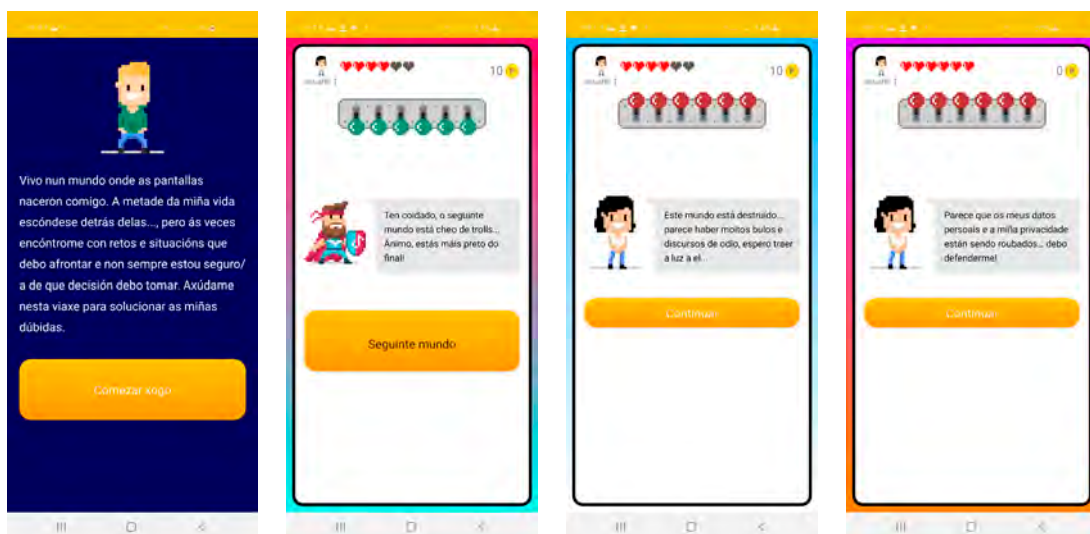 Vivo nun mundo onde as pantallas
naceron comigo. A metade da miña vida
escóndese detrás delas..., pero ás veces
encóntrome con retos e situacións que
debo afrontar e non sempre estou seguro/
a de que decisión debo tomar. Axúdame
nesta viaxe para solucionar as miñas
dúbidas.
Comezar xogo
10
Ten coidado, o seguinte
mundo está cheo de trolls...
Ánimo, estás máis preto do
final!
Seguinte mundo
10
Este mundo está destruído...
parece haber moitos bulos e
discursos de odio, espero traer
a luz a el...
Continuar
0
Parece que os meus datos
persoais e a miña privacidade
están sendo roubados... debo
defenderme!
Continuar